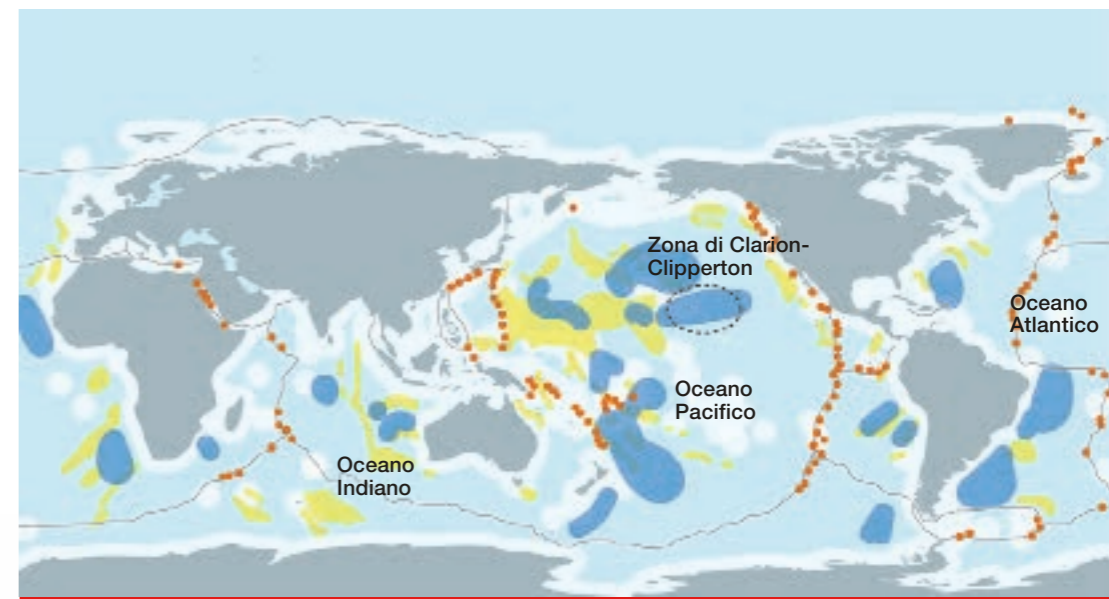 Zona di Clarion-
Clipperton
Oceano
Atlantico
Oceano
Pacifico
Oceano
Indiano